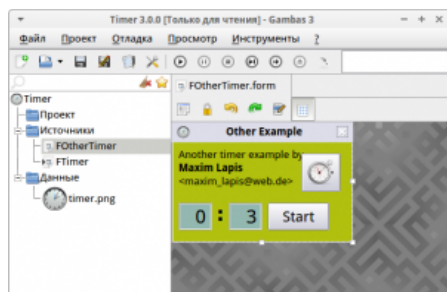 Timer 3.0.0 [Только для чтения] - Gambas 3
Файл Проект Отладка Просмотр Инструменты ?
FOtherTimer.form
Timer
Проект
Источники
FOtherTimer
FTimer
Данные
timer.png
Other Example
Another timer example by
Maxim Lapis
<maxim_lapis@web.de>
0 : 3 Start